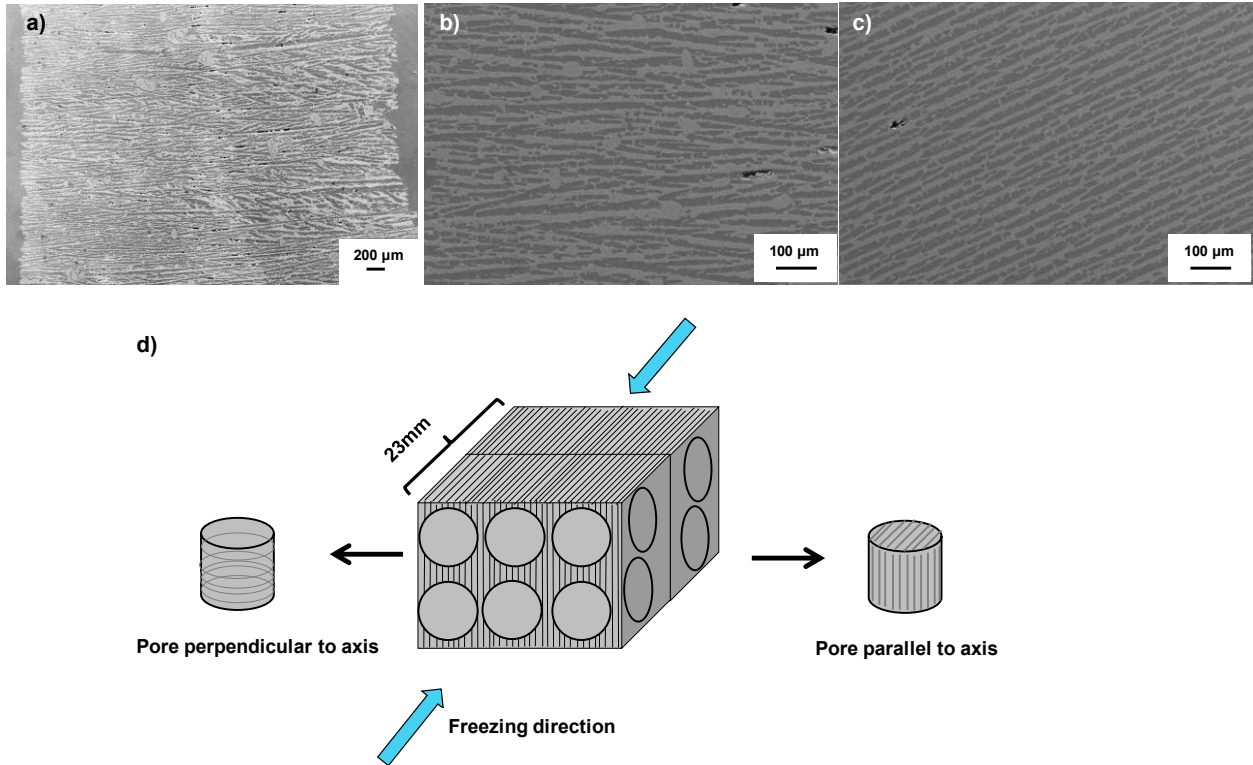 a)
b)
c)
200 µm
100 µm
100 µm
d)
23mm
Pore perpendicular to axis
Pore parallel to axis
Freezing direction